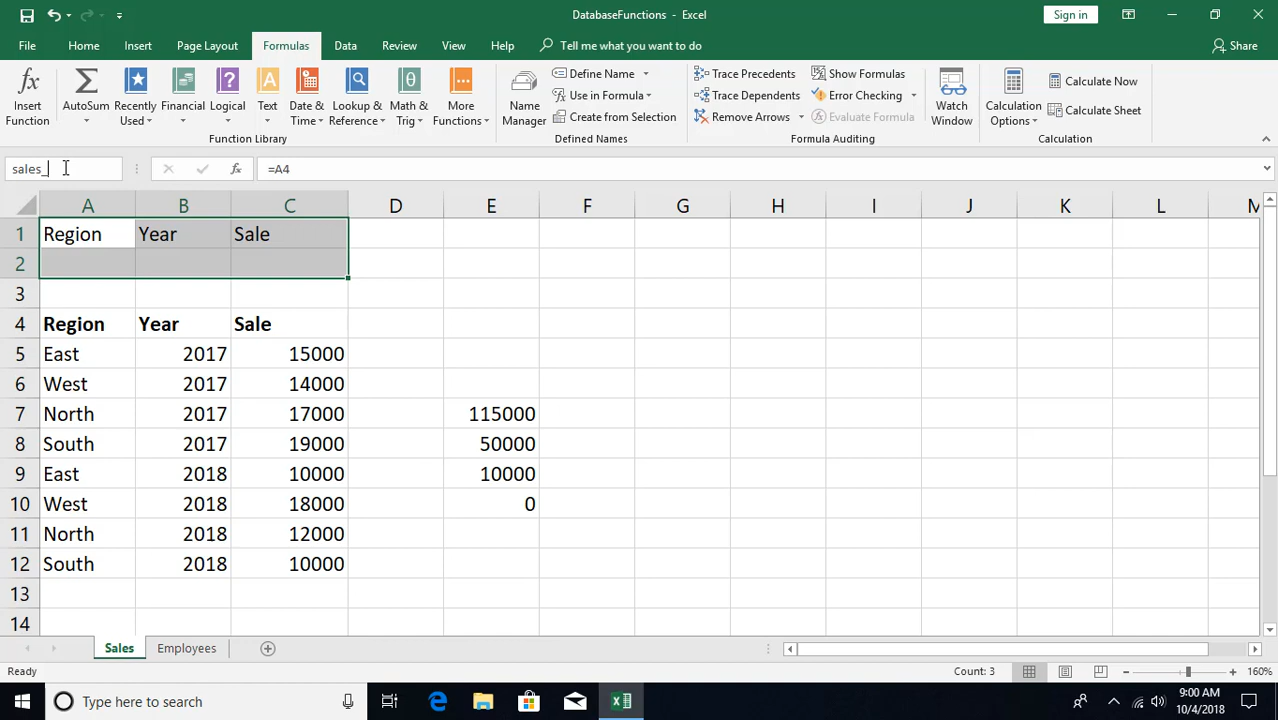 DatabaseFunctions - Excel
Sign in
File Home Insert Page Layout Formulas Data Review View Help Tell me what you want to do Share
Insert Function
AutoSum
Recently Used
Financial
Logical
Text
Date & Time
Lookup & Reference
Math & Trig
More Functions
Function Library
Name Manager
Define Name
Use in Formula
Create from Selection
Defined Names
Trace Precedents
Trace Dependents
Remove Arrows
Show Formulas
Error Checking
Evaluate Formula
Formula Auditing
Watch Window
Calculation Options
Calculate Now
Calculate Sheet
Calculation
sales_ fx =A4
A B C D E F G H I J K L M
1 Region Year Sale
2
3
4 Region Year Sale
5 East 2017 15000
6 West 2017 14000
7 North 2017 17000 115000
8 South 2017 19000 50000
9 East 2018 10000 10000
10 West 2018 18000 0
11 North 2018 12000
12 South 2018 10000
13
14
Sales Employees
Ready Count: 3 160%
Type here to search
9:00 AM
10/4/2018